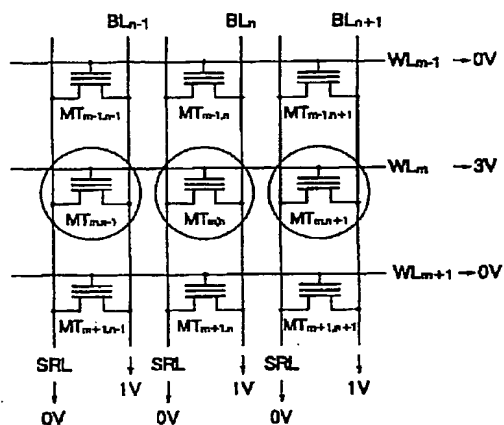 BLn-1 BLn BLn+1
WLm-1 →0V
MTm-1,n-1 MTm-1,n MTm-1,n+1
WLm →3V
MTm,n-1 MTm,n MTm,n+1
WLm+1 →0V
MTm+1,n-1 MTm+1,n MTm+1,n+1
SRL SRL SRL
1V 1V 1V
0V 0V 0V